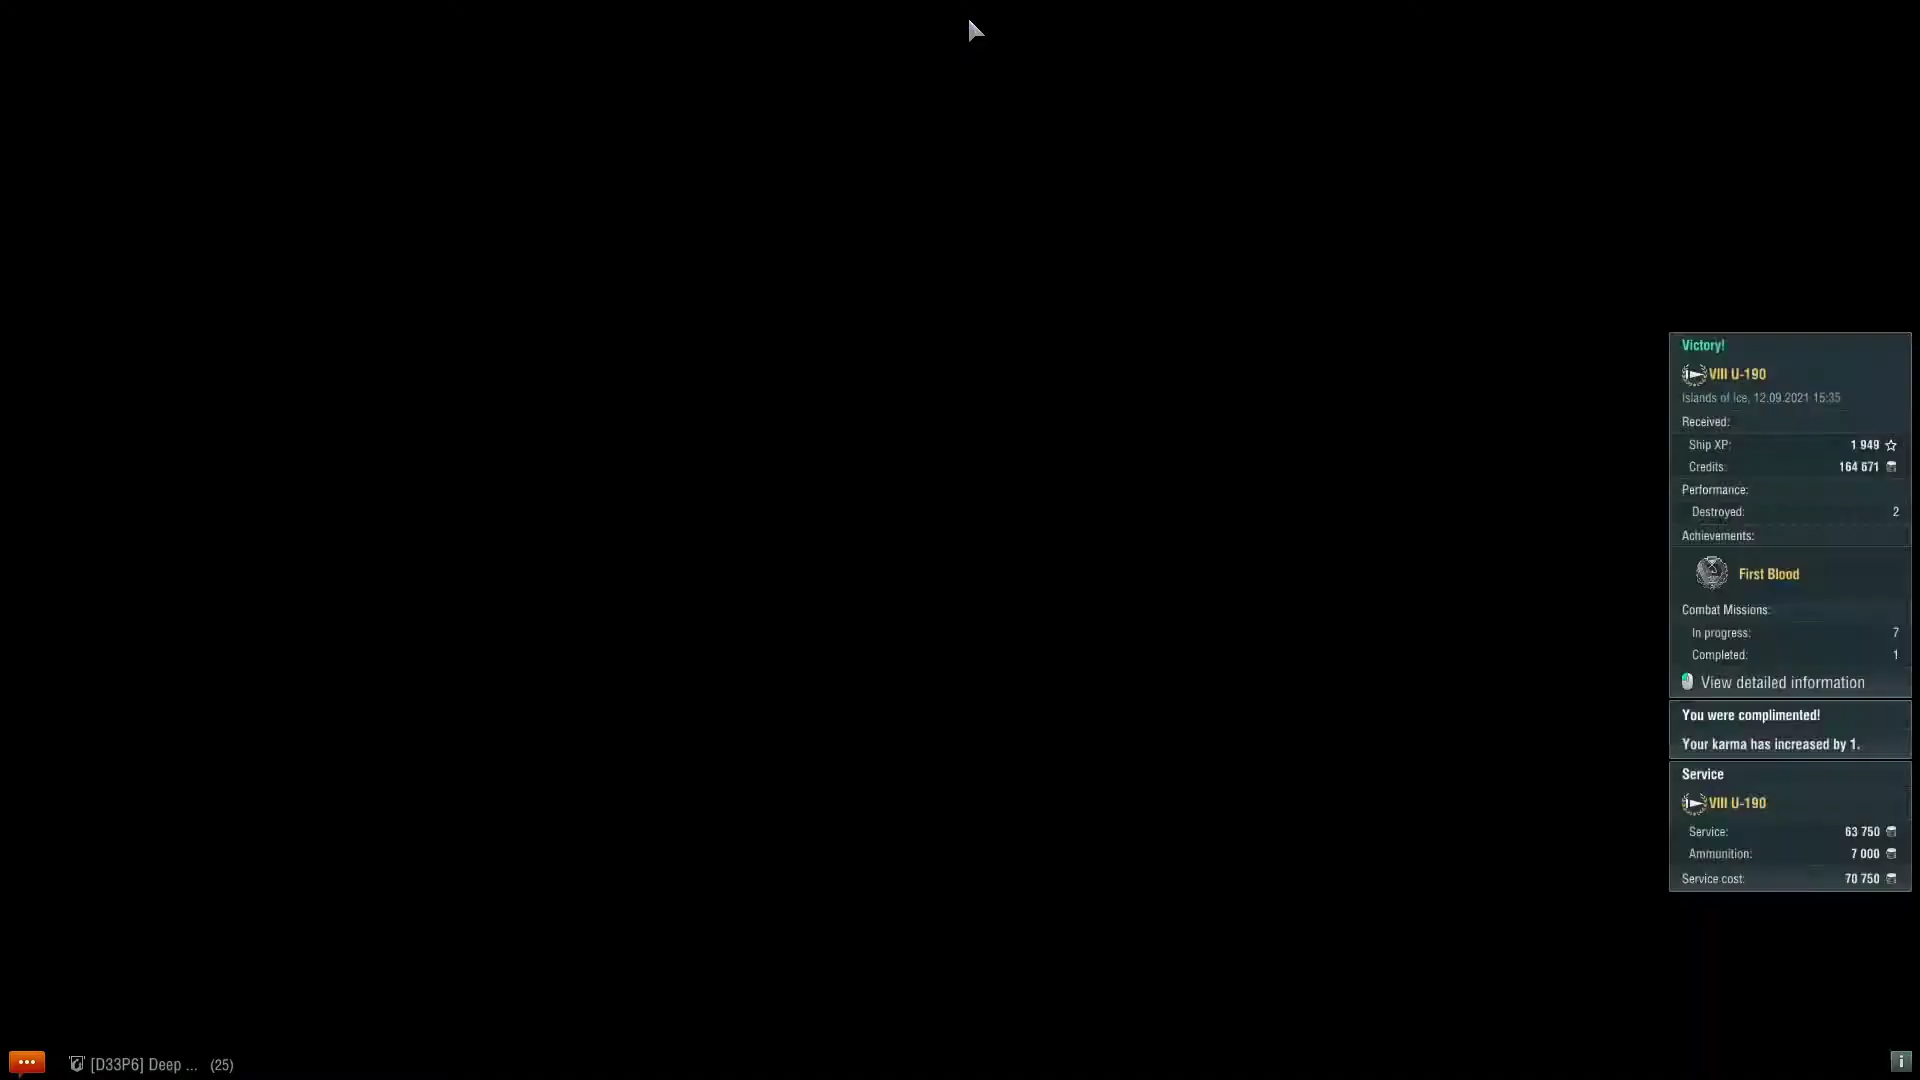 Victory!
VIII U-190
Islands of Ice, 12.09.2021 15:35
Received:
Ship XP: 1 949
Credits: 164 671
Performance:
Destroyed: 2
Achievements:
First Blood
Combat Missions:
In progress: 7
Completed: 1
View detailed information
You were complimented!
Your karma has increased by 1.
Service
VIII U-190
Service: 63 750
Ammunition: 7 000
Service cost: 70 750
[D33P6] Deep ... (25)